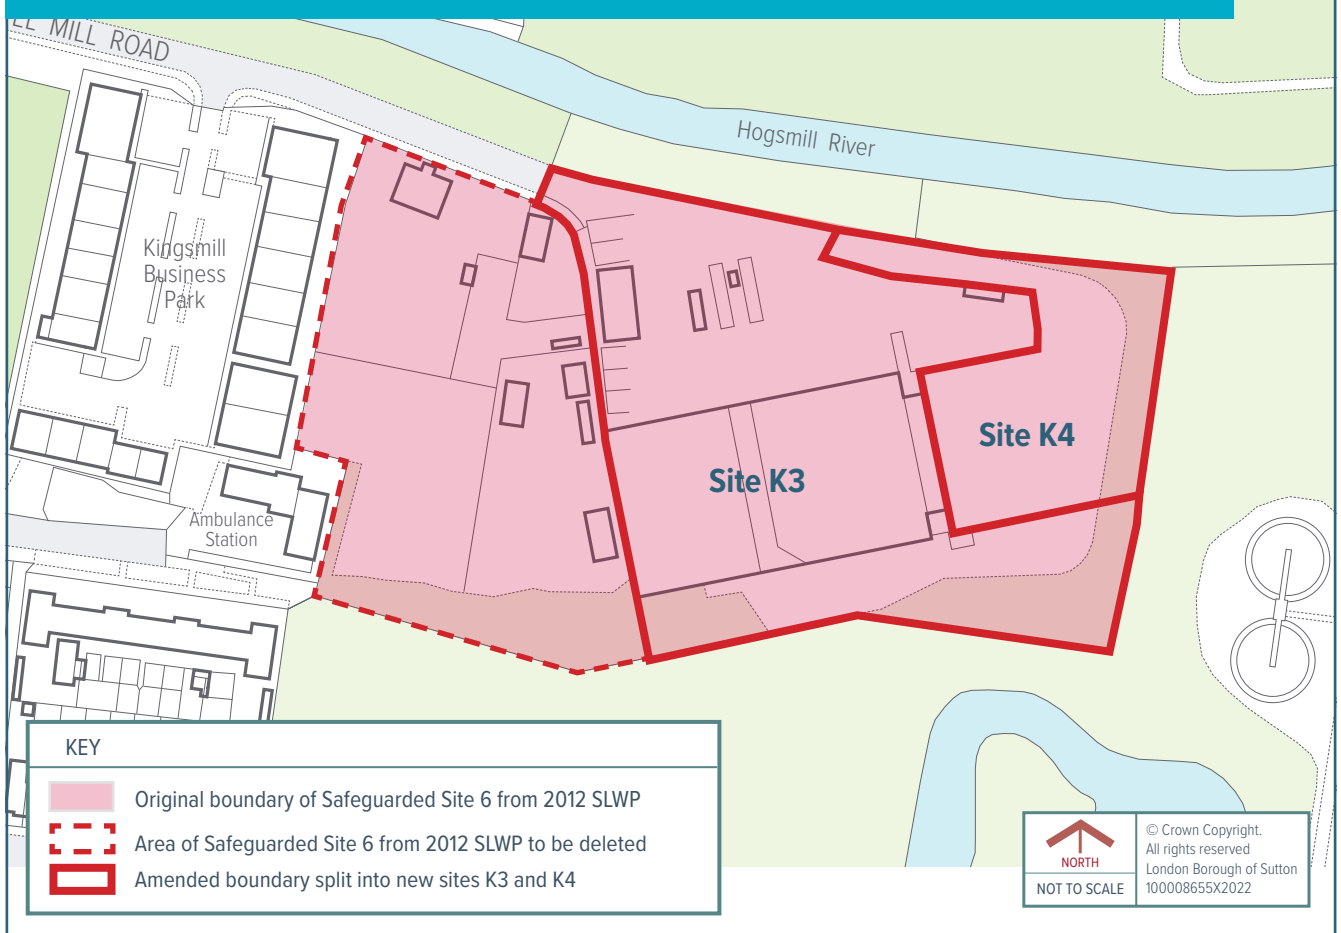 MILL ROAD
Hogsmill River
Kingsmill
Business
Park
Site K4
Site K3
Ambulance
Station
KEY
Original boundary of Safeguarded Site 6 from 2012 SLWP
Area of Safeguarded Site 6 from 2012 SLWP to be deleted
Amended boundary split into new sites K3 and K4
NORTH
NOT TO SCALE
© Crown Copyright.
All rights reserved
London Borough of Sutton
100008655X2022